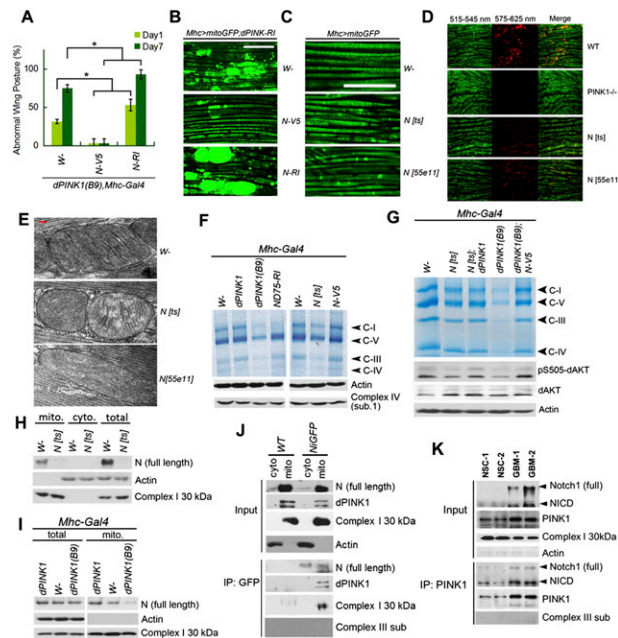 A
Day1
Day7
Abnormal Wing Posture (%)
100
50
0
*
*
W-
N-V5
N-RI
dPINK1(B9),Mhc-Gal4
B
Mhc>mitoGFP;dPINK-RI
W-
N-V5
N-RI
C
Mhc>mitoGFP
W-
N [ts]
N [55e11]
D
515-545 nm 575-625 nm Merge
WT
PINK1-/-
N [ts]
N [55e11
E
W-
N [ts]
N[55e11]
F
Mhc-Gal4
W-
dPINK1
dPINK1(B9)
ND75-RI
W-
N [ts]
N-V5
C-I
C-V
C-III
C-IV
Actin
Complex IV
(sub.1)
G
Mhc-Gal4
W-
N [ts]
N [ts];
dPINK1
dPINK1(B9)
dPINK1(B9);
N-V5
C-I
C-V
C-III
C-IV
pS505-dAKT
dAKT
Actin
H
mito. cyto. total
W-
N [ts]
W-
N [ts]
W-
N [ts]
N (full length)
Actin
Complex I 30 kDa
I
Mhc-Gal4
total mito.
dPINK1
W-
dPINK1(B9)
dPINK1
W-
dPINK1(B9)
N (full length)
Actin
Complex I 30 kDa
J
WT
NiGFP
cyto
mito
cyto
mito
Input
N (full length)
dPINK1
Complex I 30 kDa
Actin
IP: GFP
N (full length)
dPINK1
Complex I 30 kDa
Complex III sub
K
NSC-1
NSC-2
GBM-1
GBM-2
Input
Notch1 (full)
NICD
PINK1
Complex I 30kDa
Actin
IP: PINK1
Notch1 (full)
NICD
PINK1
Complex III sub